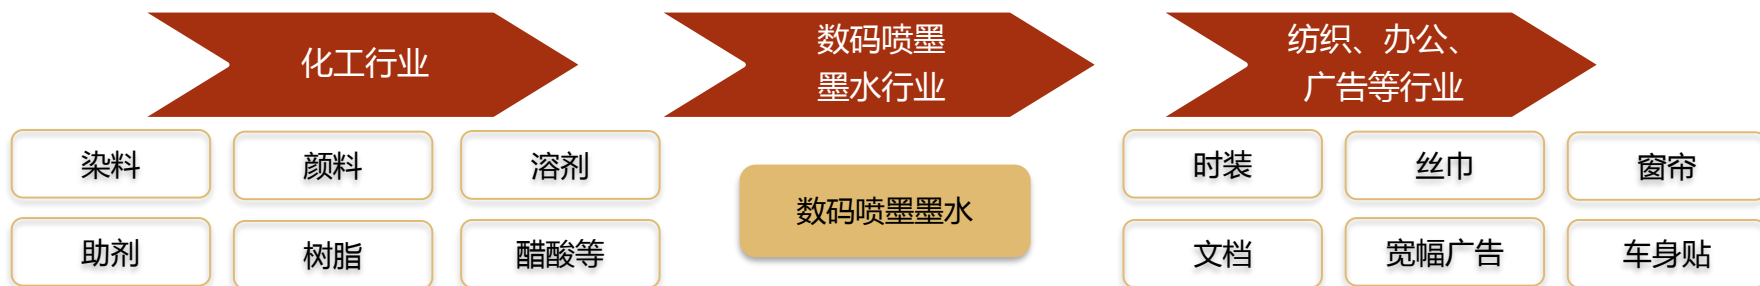 化工行业
数码喷墨
墨水行业
纺织、办公、
广告等行业
染料
颜料
溶剂
助剂
树脂
醋酸等
数码喷墨墨水
时装
丝巾
窗帘
文档
宽幅广告
车身贴